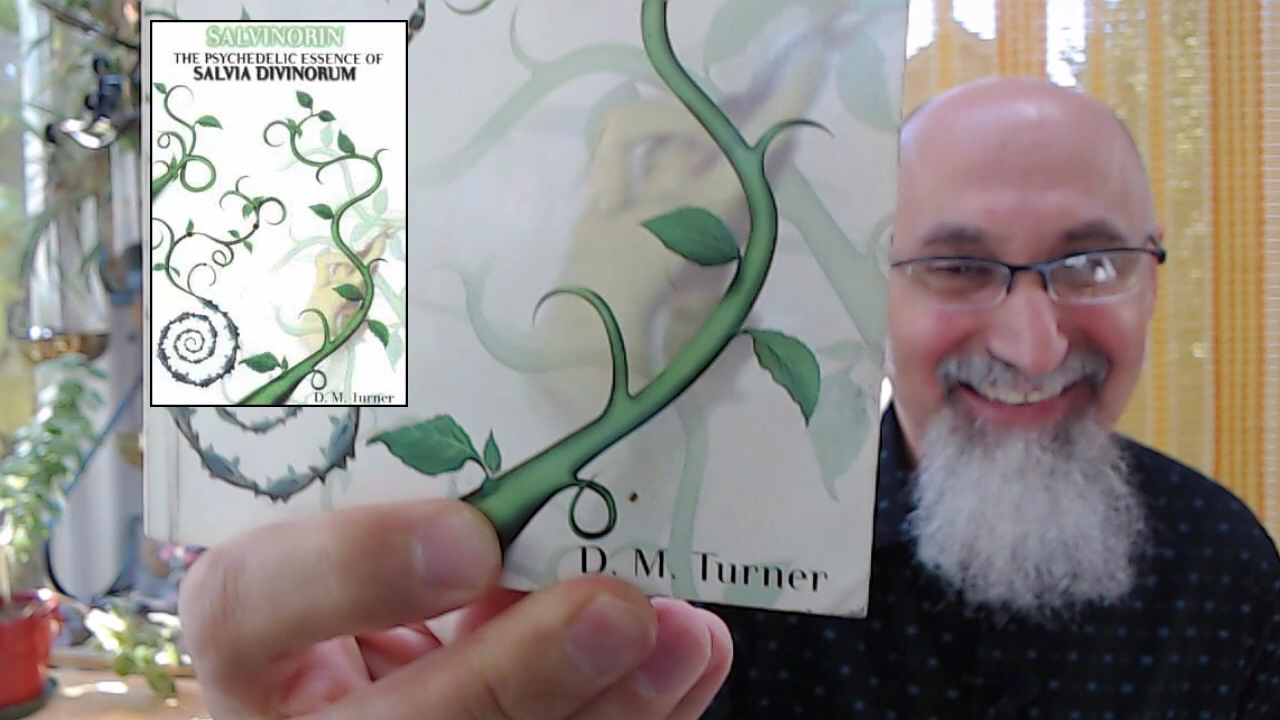 SALVINORIN
THE PSYCHEDELIC ESSENCE OF
SALVIA DIVINORUM
D. M. Turner
D. M. Turner